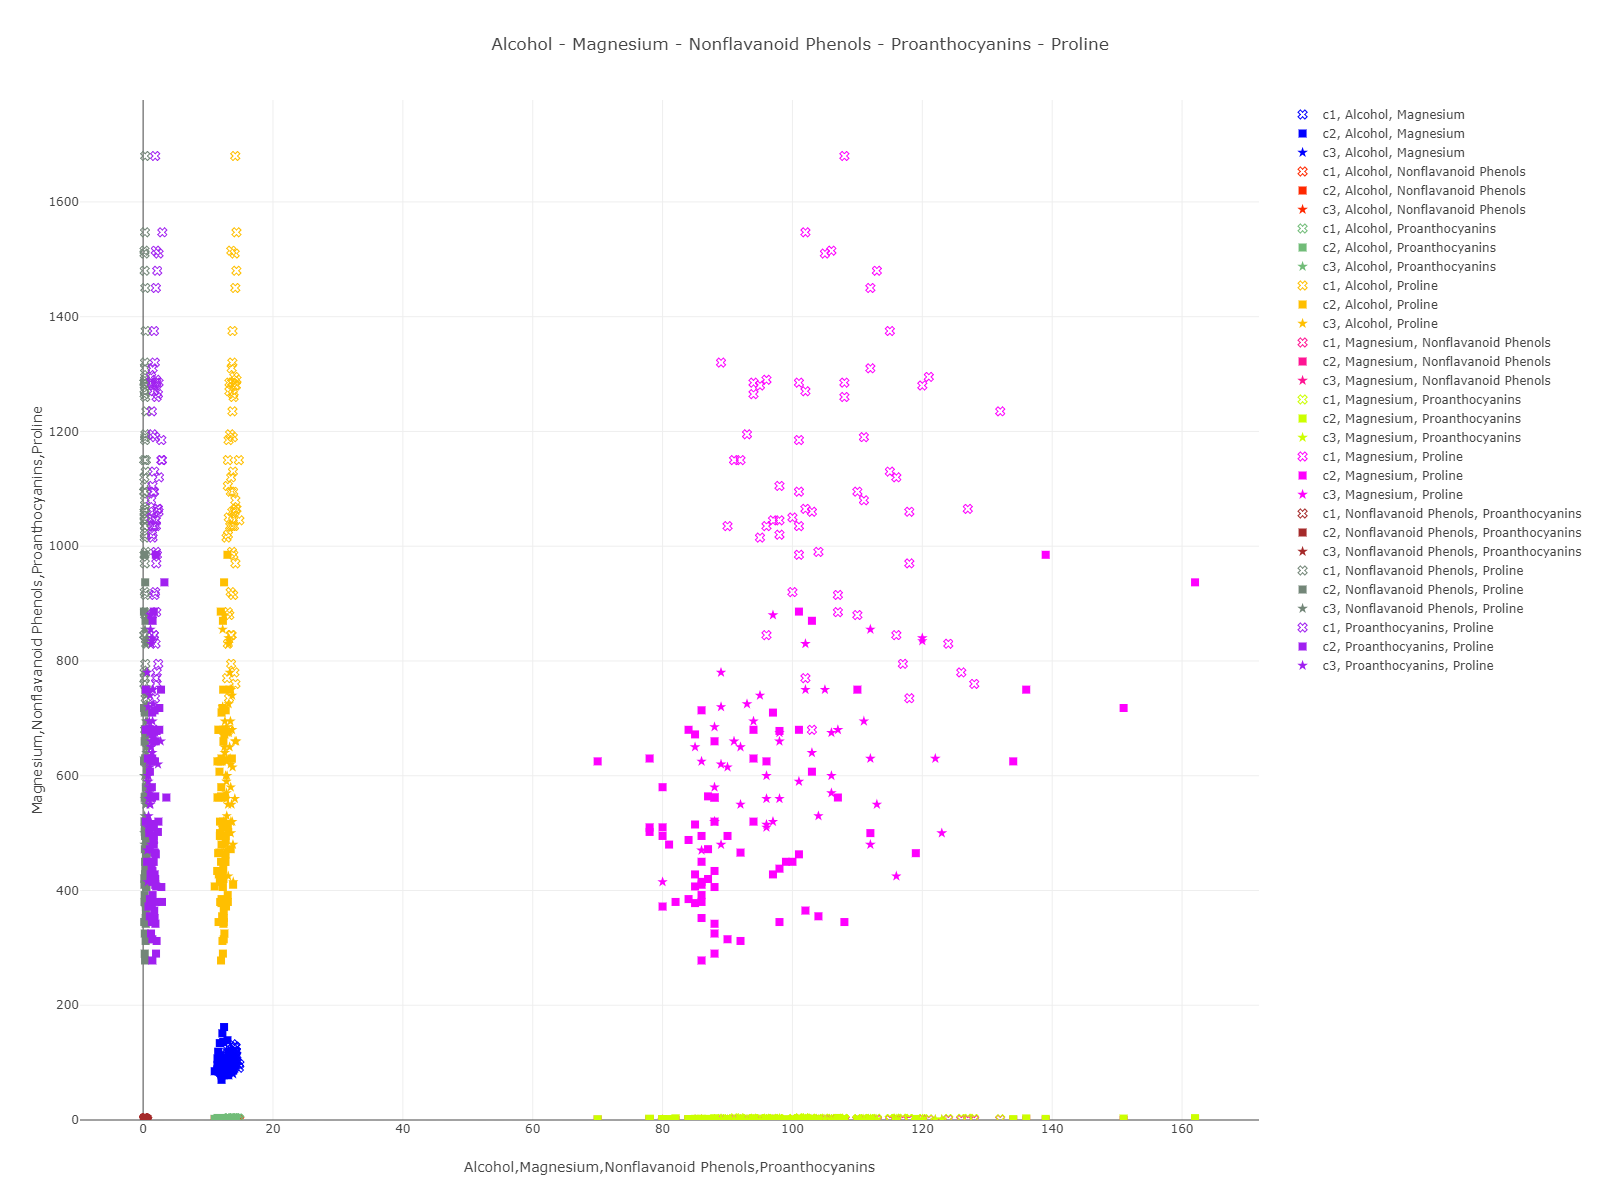 Alcohol - Magnesium - Nonflavanoid Phenols - Proanthocyanins - Proline
c1, Alcohol, Magnesium
c2, Alcohol, Magnesium
c3, Alcohol, Magnesium
c1, Alcohol, Nonflavanoid Phenols
c2, Alcohol, Nonflavanoid Phenols
c3, Alcohol, Nonflavanoid Phenols
c1, Alcohol, Proanthocyanins
c2, Alcohol, Proanthocyanins
c3, Alcohol, Proanthocyanins
c1, Alcohol, Proline
c2, Alcohol, Proline
c3, Alcohol, Proline
c1, Magnesium, Nonflavanoid Phenols
c2, Magnesium, Nonflavanoid Phenols
c3, Magnesium, Nonflavanoid Phenols
c1, Magnesium, Proanthocyanins
c2, Magnesium, Proanthocyanins
c3, Magnesium, Proanthocyanins
c1, Magnesium, Proline
c2, Magnesium, Proline
c3, Magnesium, Proline
c1, Nonflavanoid Phenols, Proanthocyanins
c2, Nonflavanoid Phenols, Proanthocyanins
c3, Nonflavanoid Phenols, Proanthocyanins
c1, Nonflavanoid Phenols, Proline
c2, Nonflavanoid Phenols, Proline
c3, Nonflavanoid Phenols, Proline
c1, Proanthocyanins, Proline
c2, Proanthocyanins, Proline
c3, Proanthocyanins, Proline
Magnesium,Nonflavanoid Phenols,Proanthocyanins,Proline
1600
1400
1200
1000
800
600
400
200
0
0 20 40 60 80 100 120 140 160
Alcohol,Magnesium,Nonflavanoid Phenols,Proanthocyanins